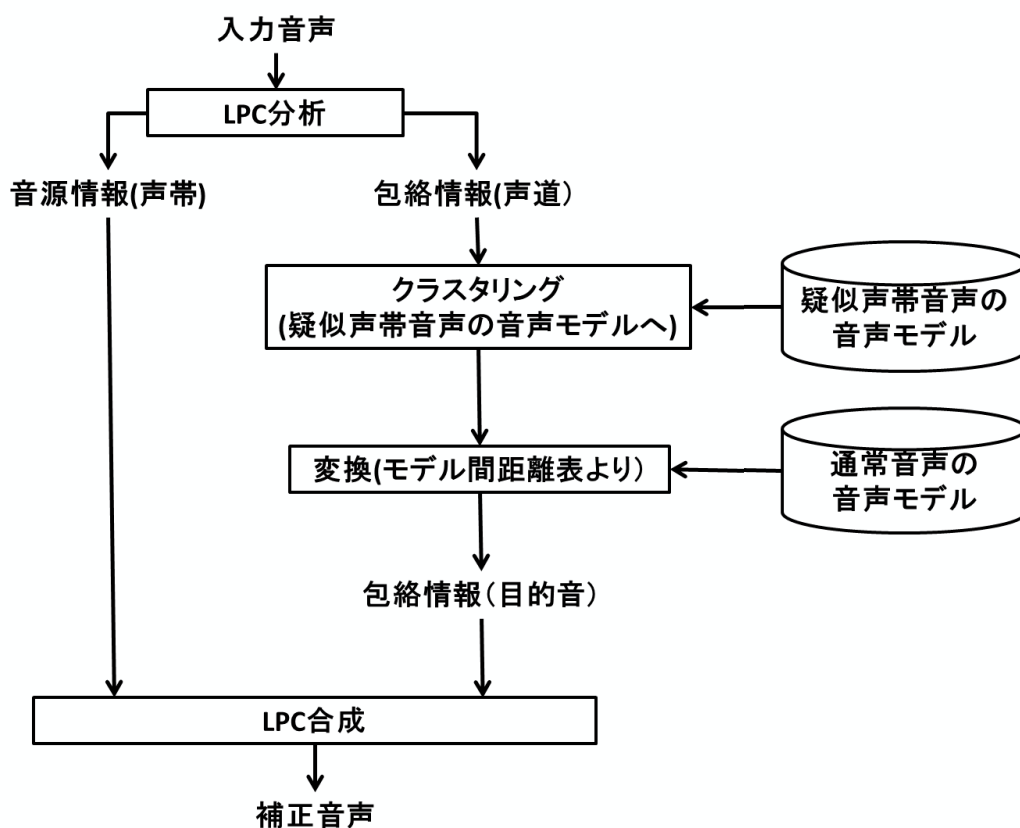 入力音声
LPC分析
音源情報(声帯)
包絡情報(声道)
クラスタリング
(疑似声帯音声の音声モデルへ)
疑似声帯音声の
音声モデル
変換(モデル間距離表より)
通常音声の
音声モデル
包絡情報(目的音)
LPC合成
補正音声